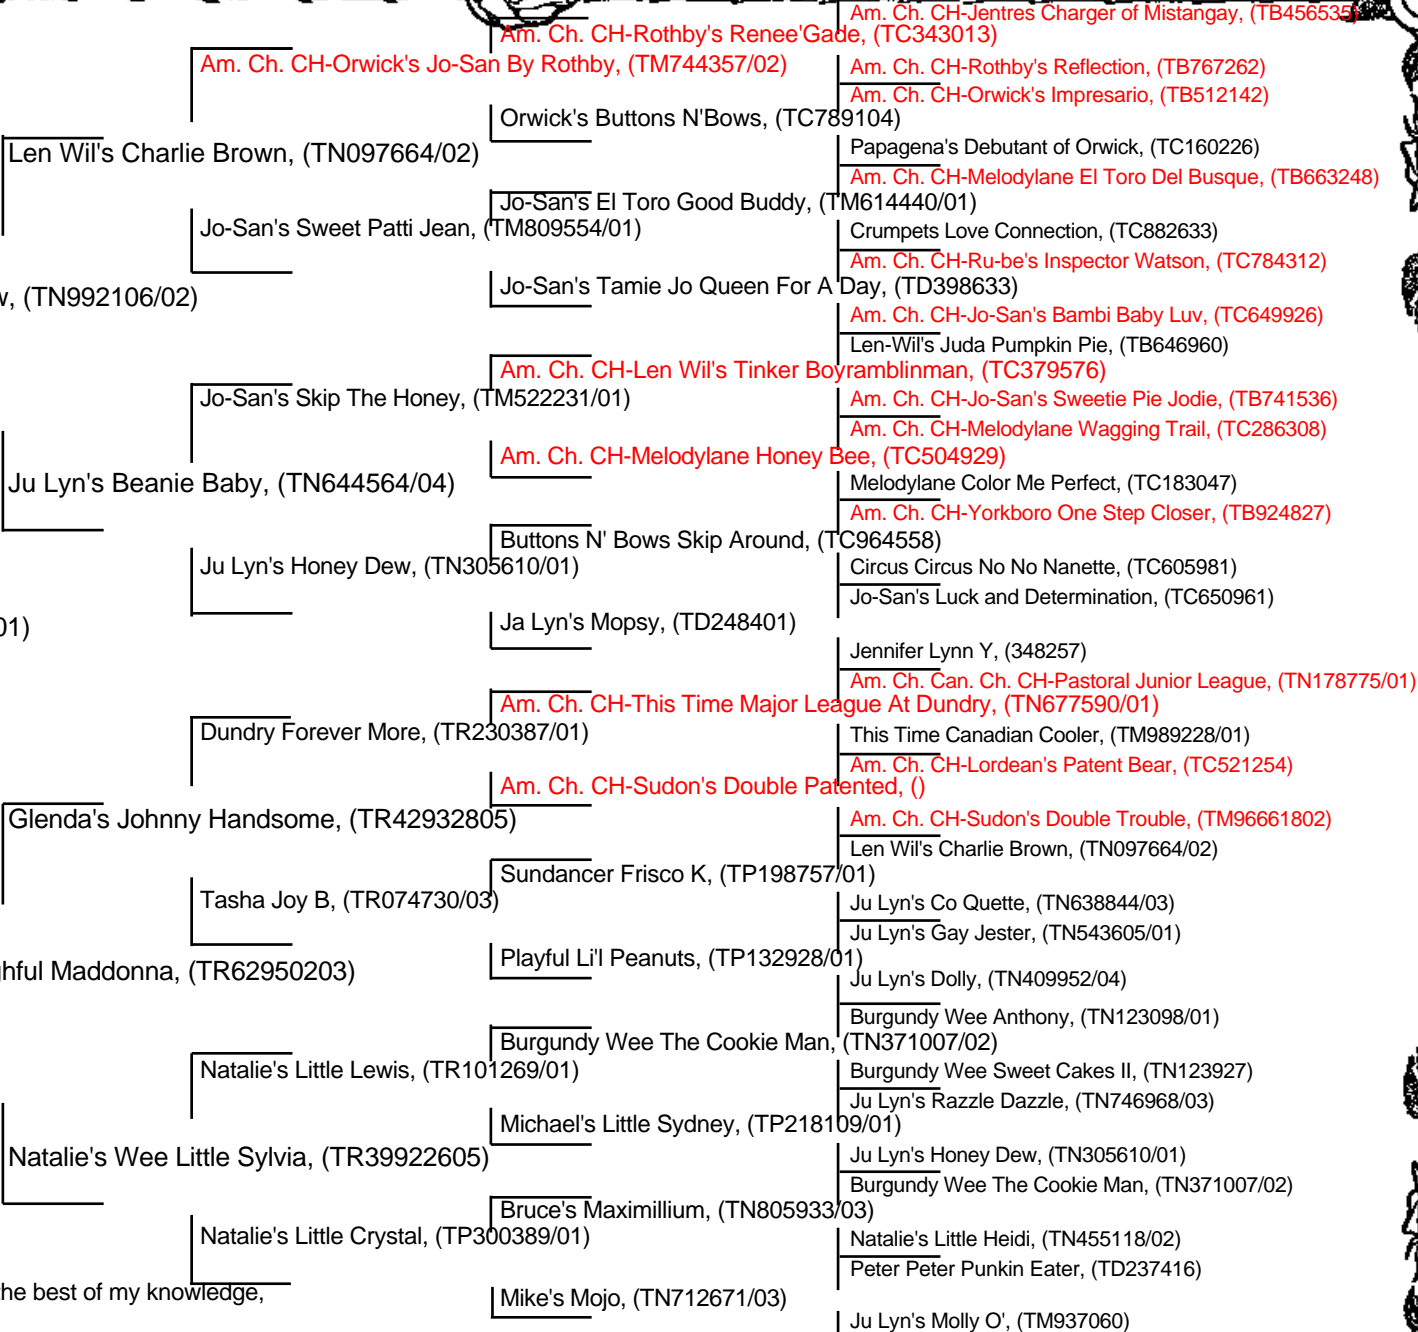 Am. Ch. CH-Jentres Charger of Mistangay, (TB456535)
Am. Ch. CH-Rothby's Renee'Gade, (TC343013)
Am. Ch. CH-Orwick's Jo-San By Rothby, (TM744357/02)
Am. Ch. CH-Rothby's Reflection, (TB767262)
Am. Ch. CH-Orwick's Impresario, (TB512142)
Orwick's Buttons N'Bows, (TC789104)
Len Wil's Charlie Brown, (TN097664/02)
Papagena's Debutant of Orwick, (TC160226)
Am. Ch. CH-Melodylane El Toro Del Busque, (TB663248)
Jo-San's El Toro Good Buddy, (TM614440/01)
Jo-San's Sweet Patti Jean, (TM809554/01)
Crumpets Love Connection, (TC882633)
Am. Ch. CH-Ru-be's Inspector Watson, (TC784312)
Jo-San's Tamie Jo Queen For A Day, (TD398633)
w, (TN992106/02)
Am. Ch. CH-Jo-San's Bambi Baby Luv, (TC649926)
Len-Wil's Juda Pumpkin Pie, (TB646960)
Am. Ch. CH-Len Wil's Tinker Boyramblinman, (TC379576)
Jo-San's Skip The Honey, (TM522231/01)
Am. Ch. CH-Jo-San's Sweetie Pie Jodie, (TB741536)
Am. Ch. CH-Melodylane Wagging Trail, (TC286308)
Am. Ch. CH-Melodylane Honey Bee, (TC504929)
Ju Lyn's Beanie Baby, (TN644564/04)
Melodylane Color Me Perfect, (TC183047)
Am. Ch. CH-Yorkboro One Step Closer, (TB924827)
Buttons N' Bows Skip Around, (TC964558)
Ju Lyn's Honey Dew, (TN305610/01)
Circus Circus No No Nanette, (TC605981)
Jo-San's Luck and Determination, (TC650961)
Ja Lyn's Mopsy, (TD248401)
01)
Jennifer Lynn Y, (348257)
Am. Ch. Can. Ch. CH-Pastoral Junior League, (TN178775/01)
Am. Ch. CH-This Time Major League At Dundry, (TN677590/01)
Dundry Forever More, (TR230387/01)
This Time Canadian Cooler, (TM989228/01)
Am. Ch. CH-Lordean's Patent Bear, (TC521254)
Am. Ch. CH-Sudon's Double Patented, ()
Glenda's Johnny Handsome, (TR42932805)
Am. Ch. CH-Sudon's Double Trouble, (TM96661802)
Len Wil's Charlie Brown, (TN097664/02)
Sundancer Frisco K, (TP198757/01)
Tasha Joy B, (TR074730/03)
Ju Lyn's Co Quette, (TN638844/03)
Ju Lyn's Gay Jester, (TN543605/01)
Playful Li'l Peanuts, (TP132928/01)
hful Maddonna, (TR62950203)
Ju Lyn's Dolly, (TN409952/04)
Burgundy Wee Anthony, (TN123098/01)
Burgundy Wee The Cookie Man, (TN371007/02)
Natalie's Little Lewis, (TR101269/01)
Burgundy Wee Sweet Cakes II, (TN123927)
Ju Lyn's Razzle Dazzle, (TN746968/03)
Michael's Little Sydney, (TP218109/01)
Natalie's Wee Little Sylvia, (TR39922605)
Ju Lyn's Honey Dew, (TN305610/01)
Burgundy Wee The Cookie Man, (TN371007/02)
Bruce's Maximillium, (TN805933/03)
Natalie's Little Crystal, (TP300389/01)
Natalie's Little Heidi, (TN455118/02)
Peter Peter Punkin Eater, (TD237416)
the best of my knowledge,
Mike's Mojo, (TN712671/03)
Ju Lyn's Molly O', (TM937060)